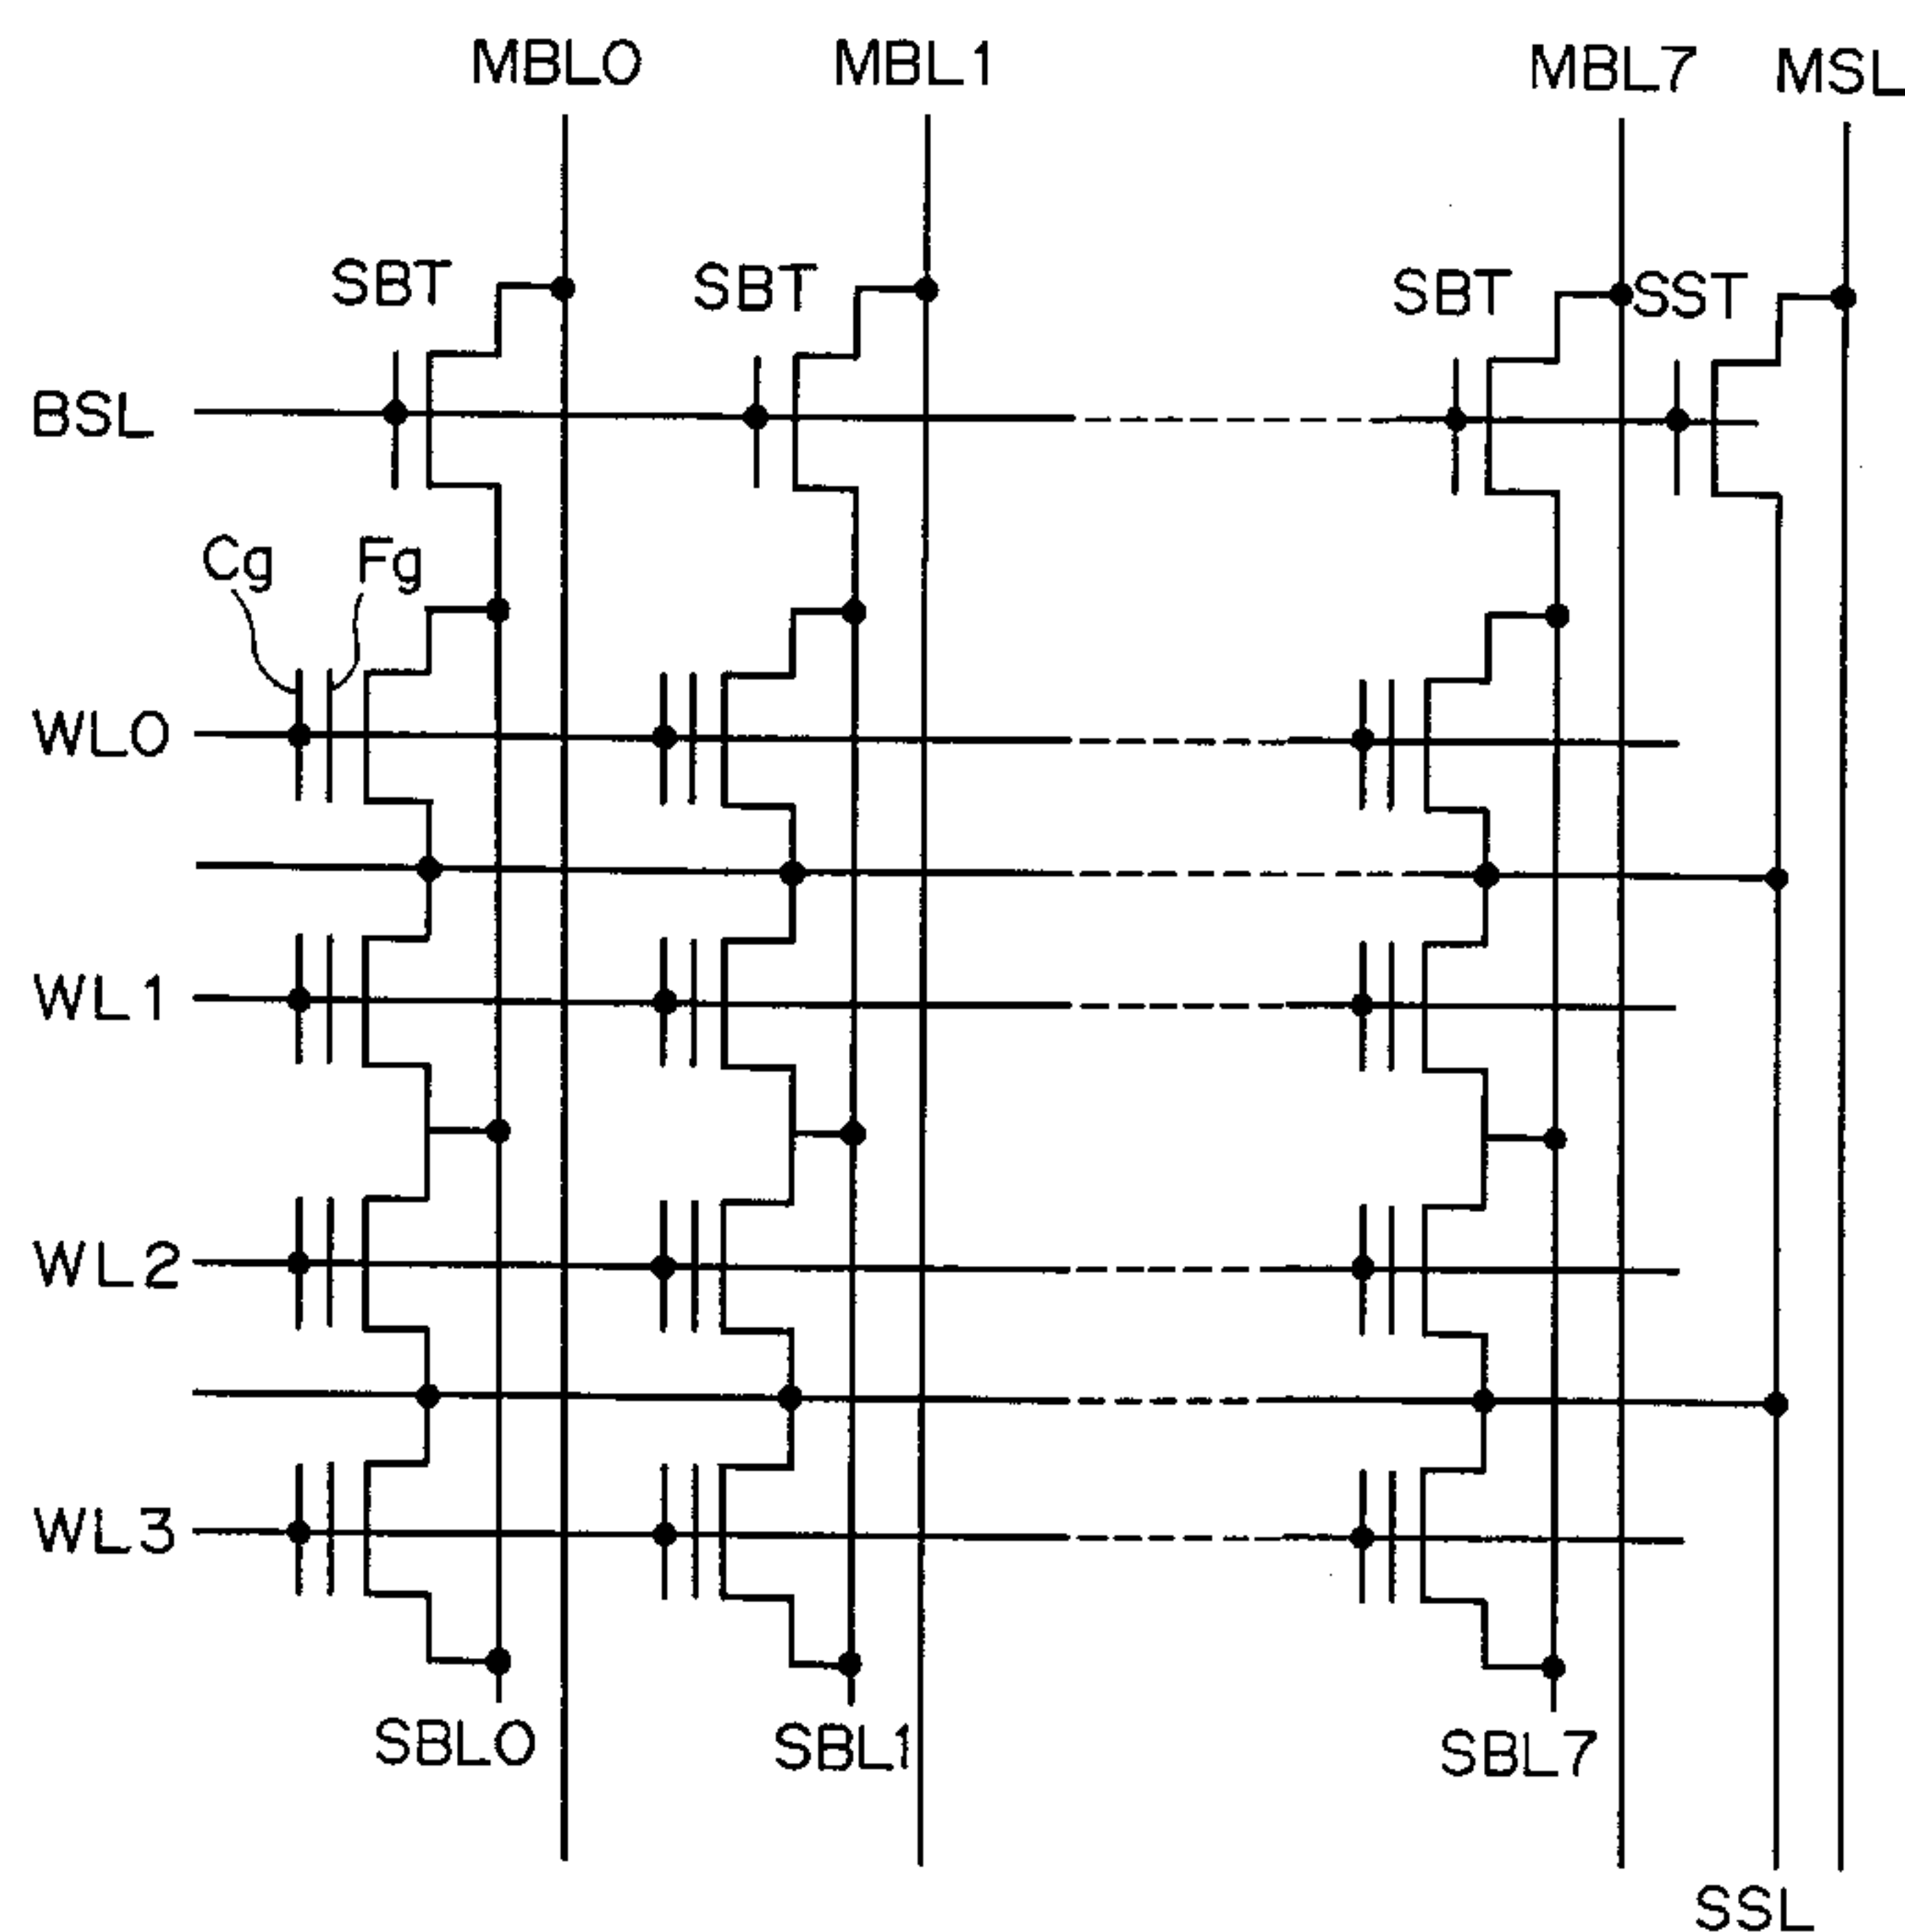 MBL0 MBL1 MBL7 MSL
SBT SBT SBT SST
BSL
Cg Fg
WL0
WL1
WL2
WL3
SBL0 SBL1 SBL7
SSL